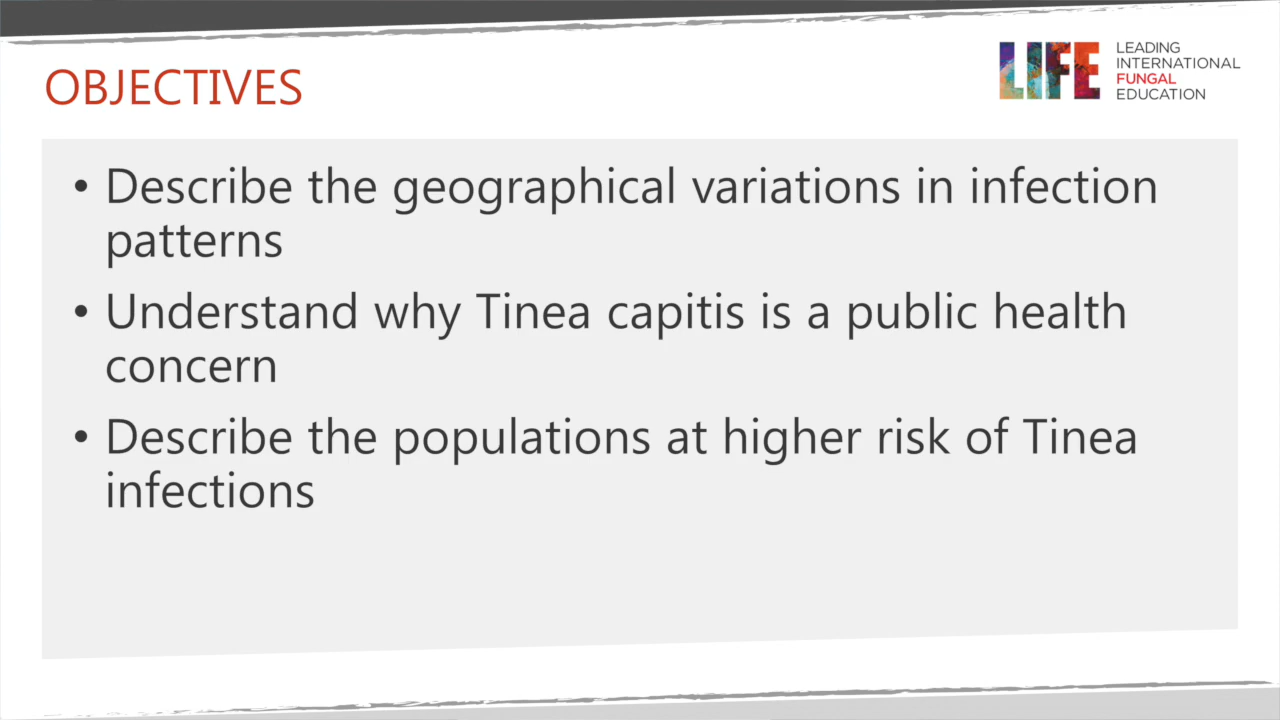 OBJECTIVES
LIFE
LEADING
INTERNATIONAL
FUNGAL
EDUCATION
• Describe the geographical variations in infection
patterns
• Understand why Tinea capitis is a public health
concern
• Describe the populations at higher risk of Tinea
infections